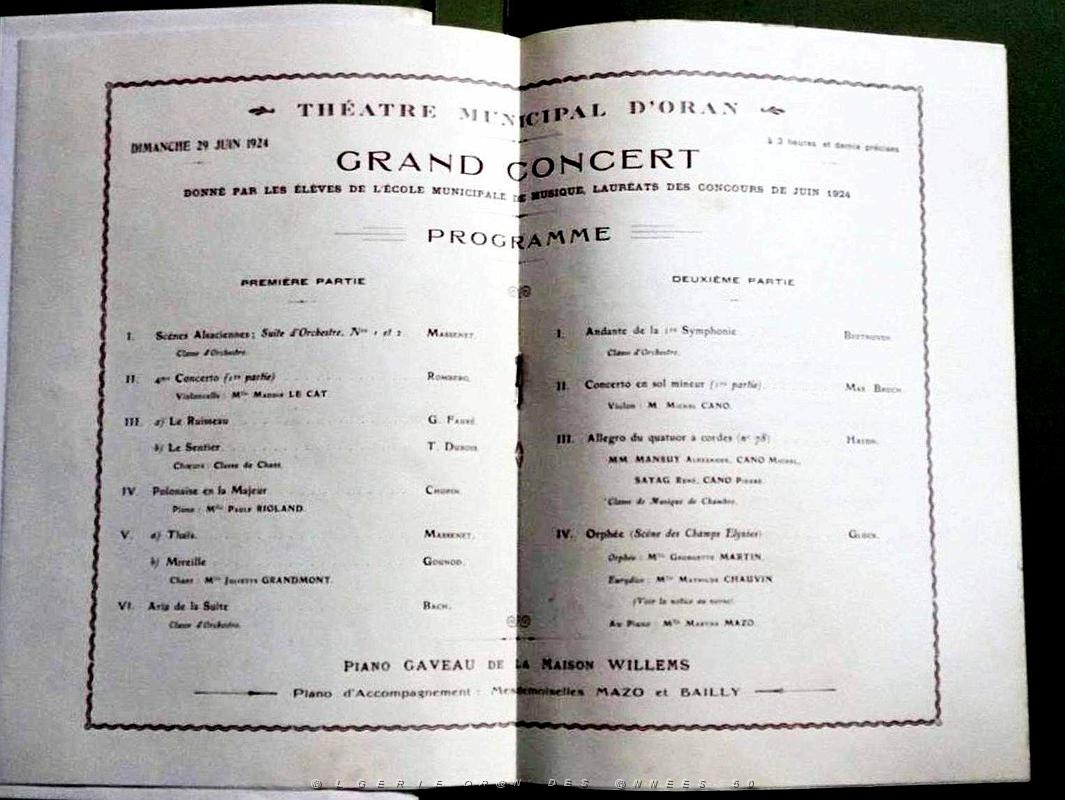 THÉATRE MUNICIPAL D'ORAN
DIMANCHE 29 JUIN 1924
à 3 heures et demie précises
GRAND CONCERT
DONNÉ PAR LES ÉLÈVES DE L'ÉCOLE MUNICIPALE DE MUSIQUE, LAURÉATS DES CONCOURS DE JUIN 1924
PROGRAMME
PREMIÈRE PARTIE
I. Scènes Alsaciennes; Suite d'Orchestre, Nos 1 et 2 MASSENET.
Classe d'Orchestre.
II. 4me Concerto (1re partie) ROMBERG.
Violoncelle : Mlle MADELE LE CAT
III. a) Le Ruisseau G. FAURÉ
b) Le Sentier T. DUBOIS
Chœurs : Classe de Chant.
IV. Polonaise en la Majeur CHOPIN.
Piano : Mlle PAULE RIOLAND.
V. a) Thaïs. MASSENET.
b) Mireille GOUNOD.
Chant : Mlle JULIETTE GRANDMONT.
VI. Aria de la Suite BACH.
Classe d'Orchestre.
DEUXIÈME PARTIE
I. Andante de la 1re Symphonie BEETHOVEN.
Classe d'Orchestre.
II. Concerto en sol mineur (1re partie) MAX BRUCH.
Violon : M. MICHEL CANO.
III. Allegro du quatuor à cordes (no 78) HAYDN.
MM. MANSUY ALEXANDRE, CANO MICHEL,
SAYAG RENÉ, CANO PIERRE
Classe de Musique de Chambre.
IV. Orphée (Scène des Champs Elysées) GLUCK.
Orphée : Mlle GEORGETTE MARTIN.
Eurydice : Mlle MATHILDE CHAUVIN
(Voir la notice au verso)
Au Piano : Mlle MARTHE MAZO.
PIANO GAVEAU DE LA MAISON WILLEMS
Piano d'Accompagnement : Mesdemoiselles MAZO et BAILLY